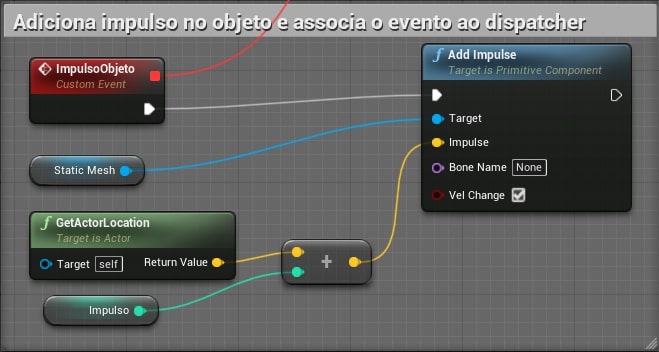 Adiciona impulso no objeto e associa o evento ao dispatcher
ImpulsoObjeto
Custom Event
f Add Impulse
Target is Primitive Component
Target
Impulse
Bone Name None
Vel Change
Static Mesh
f GetActorLocation
Target is Actor
Target self Return Value
+
Impulso